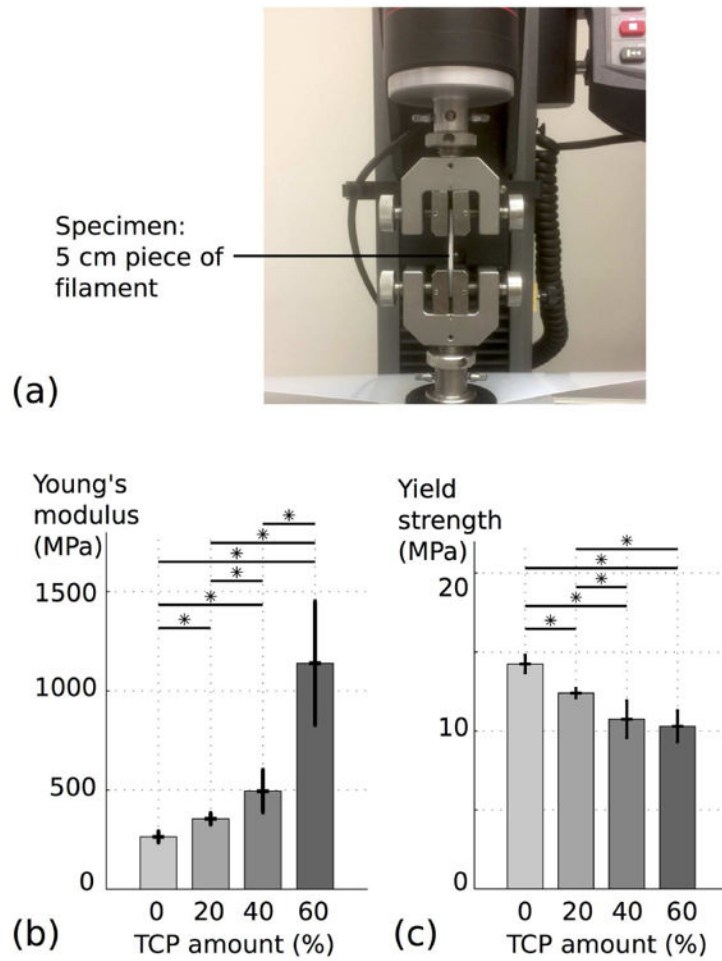 Specimen:
5 cm piece of
filament
(a)
Young's
modulus
(MPa)
*
*
*
*
*
*
1500
1000
500
0
0 20 40 60
TCP amount (%)
(b)
Yield
strength
(MPa)
*
*
*
*
*
20
10
0
0 20 40 60
TCP amount (%)
(c)